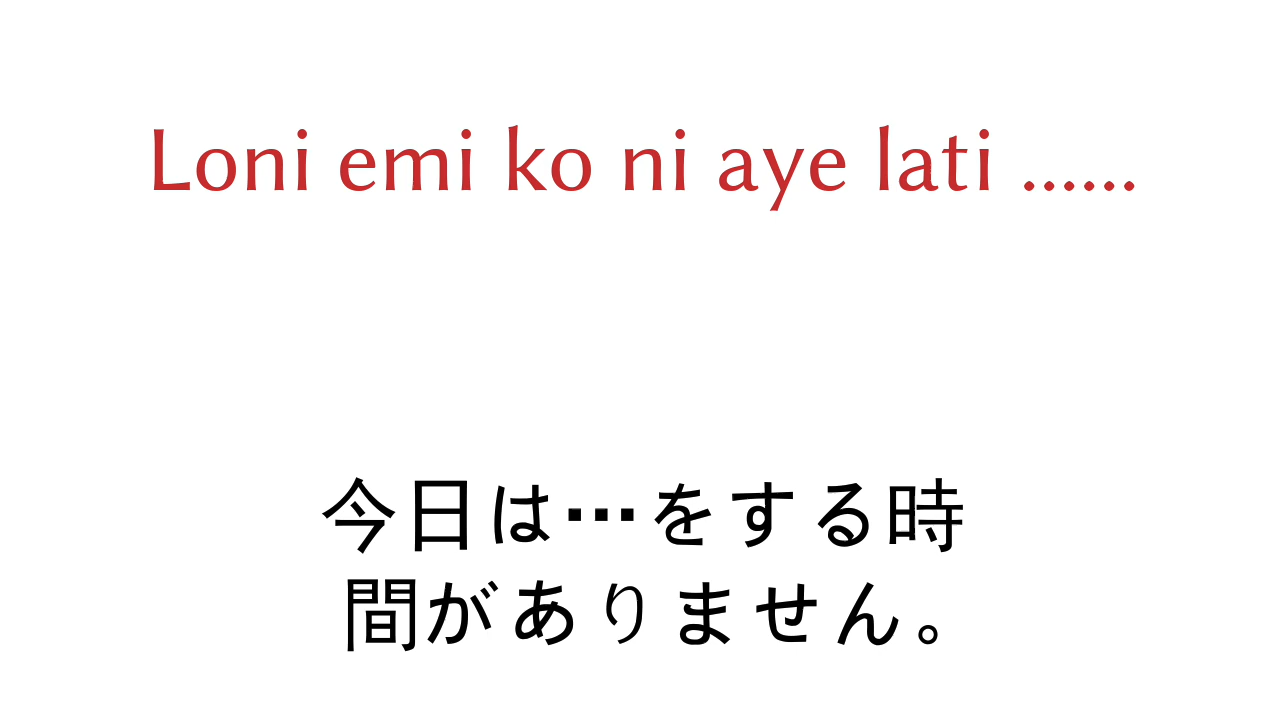 Loni emi ko ni aye lati ......
今日は…をする時
間がありません。